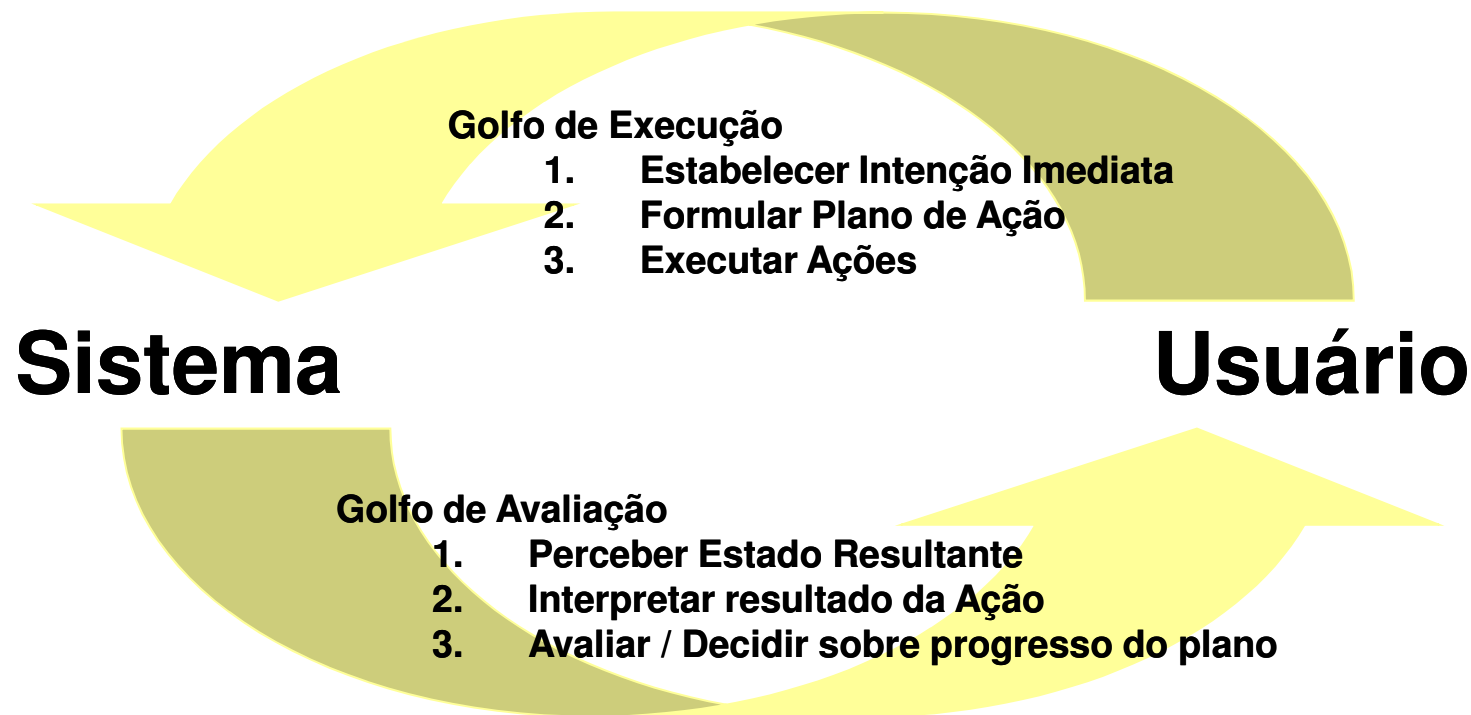 Golfo de Execução
1. Estabelecer Intenção Imediata
2. Formular Plano de Ação
3. Executar Ações
Sistema
Usuário
Golfo de Avaliação
1. Perceber Estado Resultante
2. Interpretar resultado da Ação
3. Avaliar / Decidir sobre progresso do plano